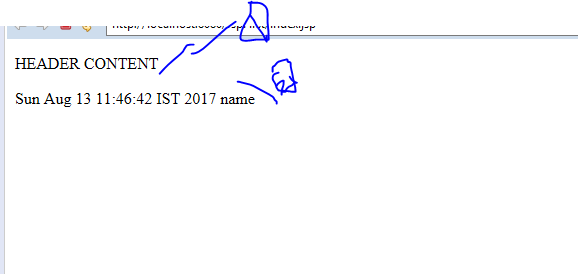 HEADER CONTENT
Sun Aug 13 11:46:42 IST 2017 name